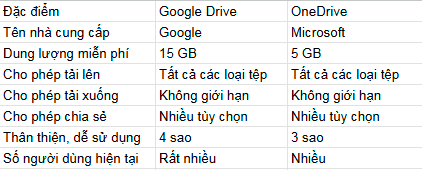 Đặc điểm Google Drive OneDrive
Tên nhà cung cấp Google Microsoft
Dung lượng miễn phí 15 GB 5 GB
Cho phép tải lên Tất cả các loại tệp Tất cả các loại tệp
Cho phép tải xuống Không giới hạn Không giới hạn
Cho phép chia sẻ Nhiều tùy chọn Nhiều tùy chọn
Thân thiện, dễ sử dụng 4 sao 3 sao
Số người dùng hiện tại Rất nhiều Nhiều